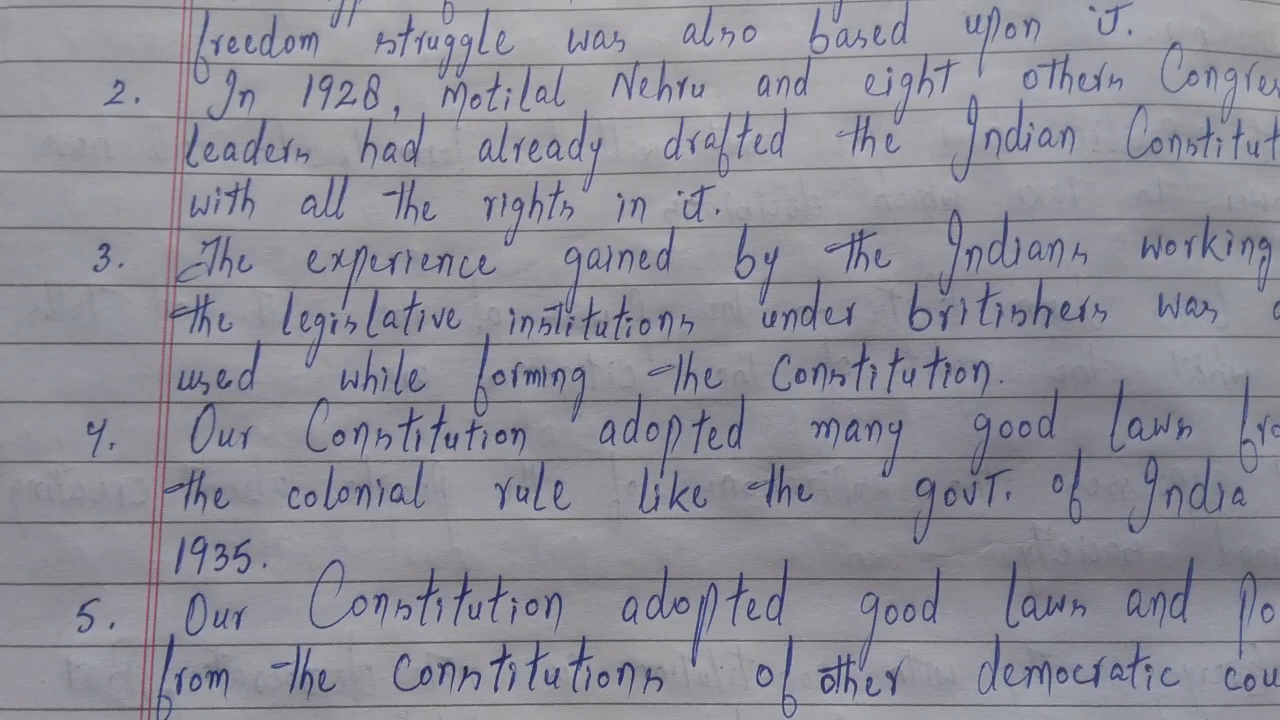 freedom struggle was also based upon it.
2. In 1928, Motilal Nehru and eight others Congres
leaders had already drafted the Indian Constitut
with all the rights in it.
3. The experience gained by the Indians working
the legislative institutions under britishers was
used while forming the Constitution.
4. Our Constitution adopted many good laws fro
the colonial rule like the govt. of India
1935.
5. Our Constitution adopted good laws and po
from the constitutions of other democratic cou